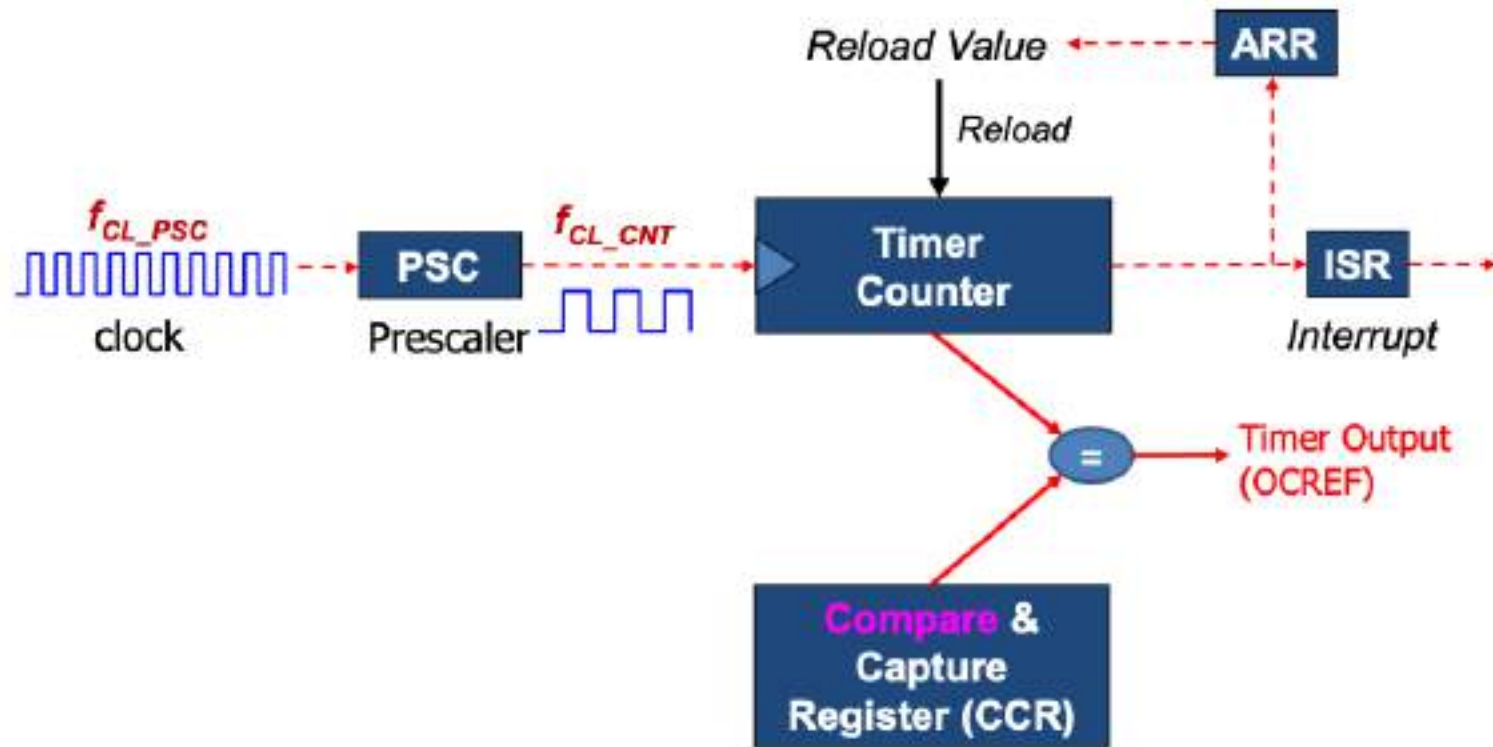 Reload Value
ARR
Reload
f_CL_PSC
f_CL_CNT
PSC
Timer
Counter
ISR
clock
Prescaler
Interrupt
=
Timer Output
(OCREF)
Compare &
Capture
Register (CCR)